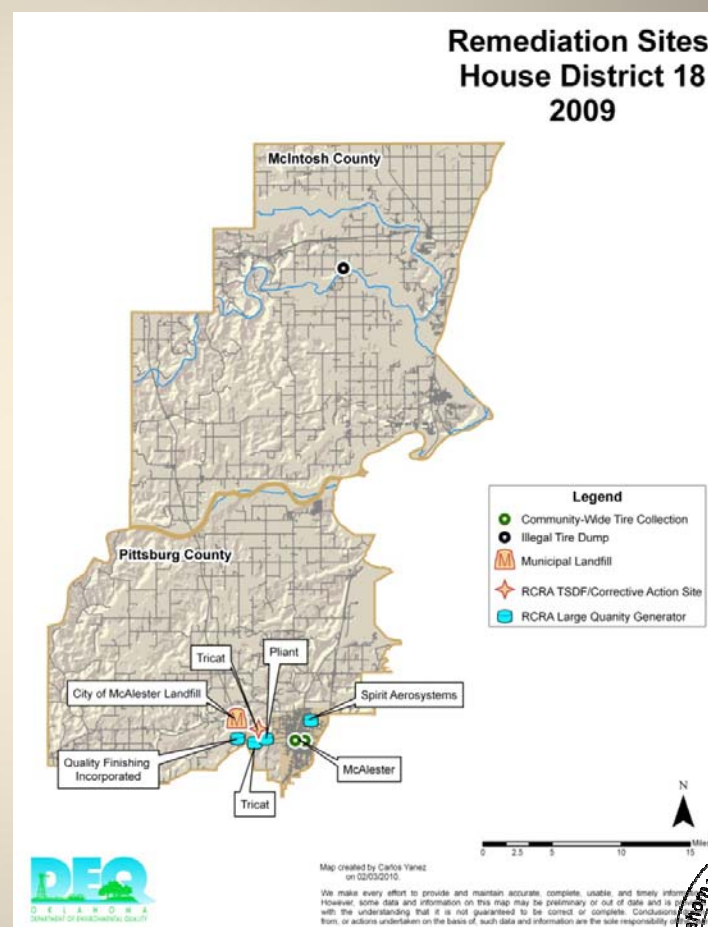 Remediation Sites
House District 18
2009
McIntosh County
Pittsburg County
Legend
Community-Wide Tire Collection
Illegal Tire Dump
M Municipal Landfill
RCRA TSDF/Corrective Action Site
RCRA Large Quanity Generator
Tricat
Pliant
City of McAlester Landfill
M
Spirit Aerosystems
Quality Finishing
Incorporated
McAlester
Tricat
N
Miles
0 2.5 5 10 15
DEQ
OKLAHOMA
DEPARTMENT OF ENVIRONMENTAL QUALITY
Map created by Carlos Yanez
on 02/03/2010.
We make every effort to provide and maintain accurate, complete, usable, and timely
However, some data and information on this map may be preliminary or out of date and is
with the understanding that it is not guaranteed to be correct or complete.
from, or actions undertaken on the basis of, such data and information are the sole responsibility